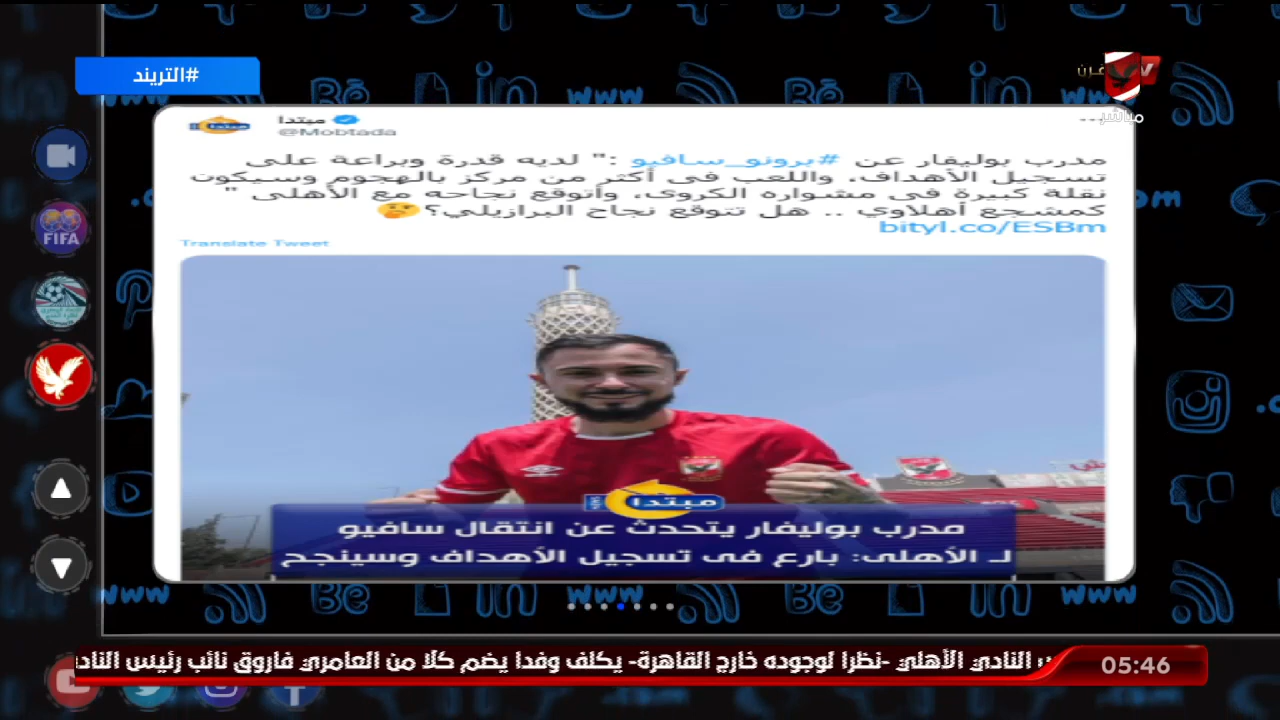 #التريند
مباشر
مبتدا
@Mobtada
مدرب بوليفار عن #برونو_سافيو :" لديه قدرة وبراعة على
تسجيل الأهداف، واللعب فى أكثر من مركز بالهجوم وسيكون
نقلة كبيرة فى مشواره الكروى، وأتوقع نجاحه مع الأهلى "
كمشجع أهلاوي .. هل تتوقع نجاح البرازيلي؟
bityl.co/ESBm
Translate Tweet
FIFA
مبتدا
مدرب بوليفار يتحدث عن انتقال سافيو
لـ الأهلى: بارع فى تسجيل الأهداف وسينجح
النادي الأهلي -نظرا لوجوده خارج القاهرة- يكلف وفدا يضم كلا من العامري فاروق نائب رئيس الناد
05:46